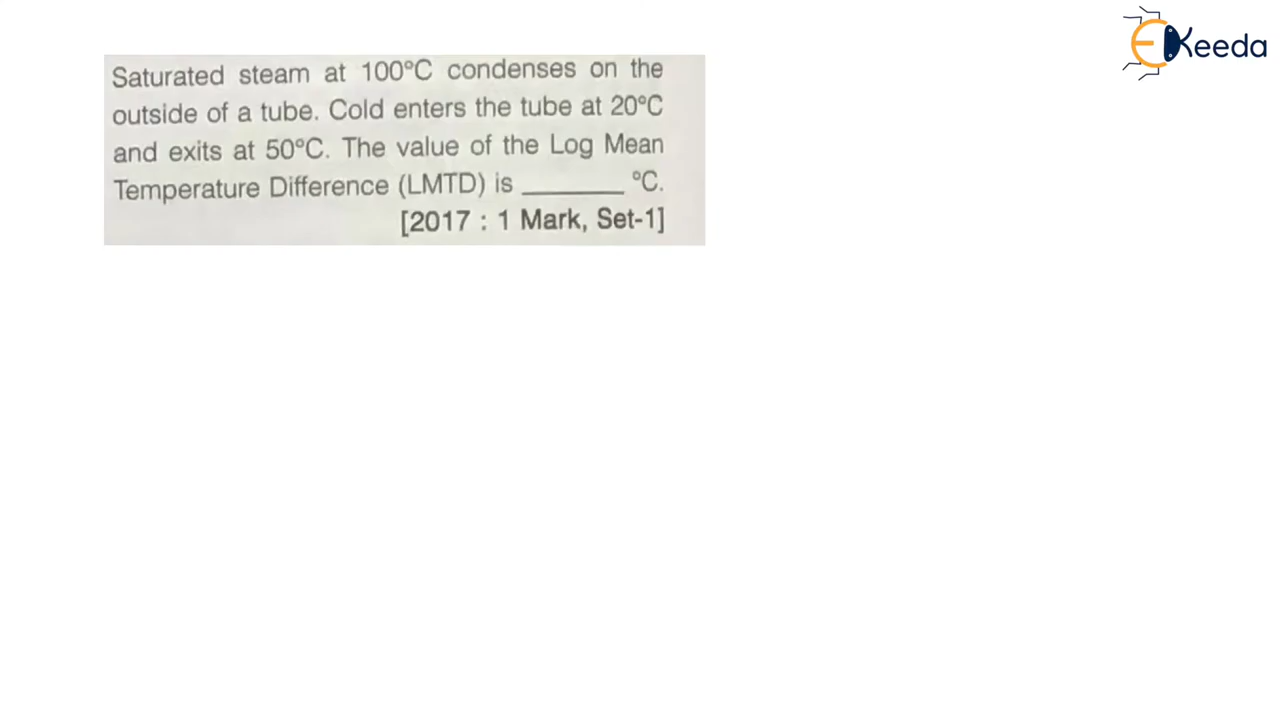 EKeeda
Saturated steam at 100°C condenses on the
outside of a tube. Cold enters the tube at 20°C
and exits at 50°C. The value of the Log Mean
Temperature Difference (LMTD) is ________ °C.
[2017 : 1 Mark, Set-1]